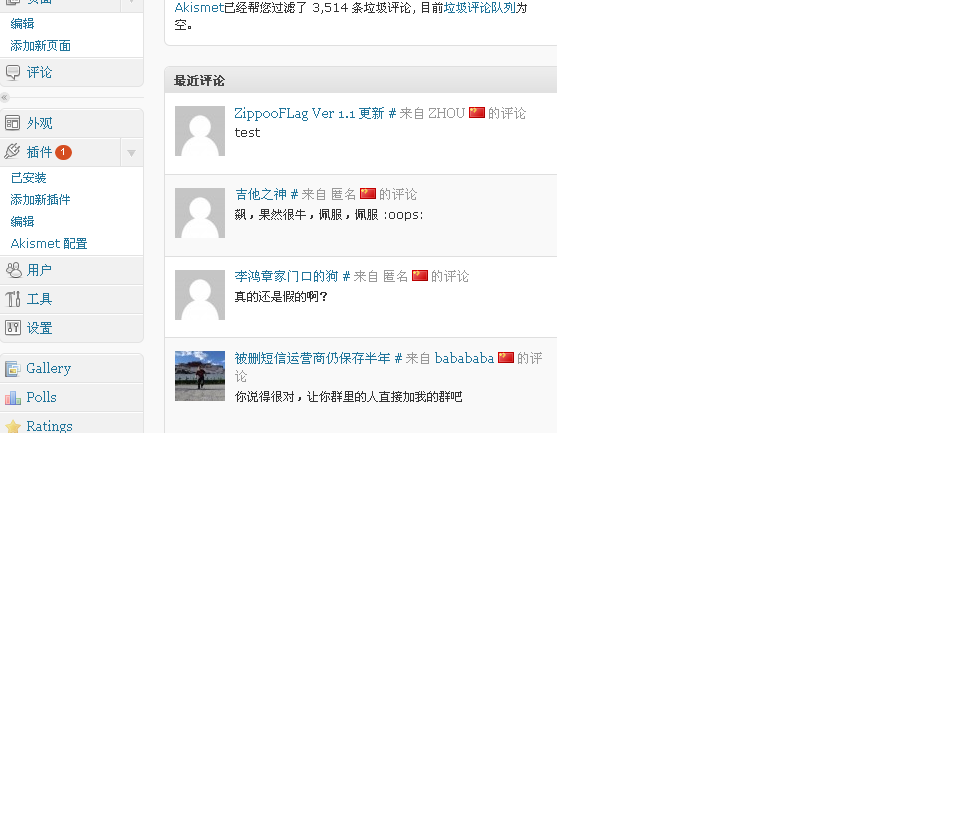 页面
编辑
添加新页面
评论
«
外观
插件 1
已安装
添加新插件
编辑
Akismet 配置
用户
工具
设置
Gallery
Polls
Ratings
Akismet已经帮您过滤了 3,514 条垃圾评论, 目前垃圾评论队列为
空。
最近评论
ZippooFLag Ver 1.1 更新 # 来自 ZHOU 的评论
test
吉他之神 # 来自 匿名 的评论
飙，果然很牛，佩服，佩服 :oops:
李鸿章家门口的狗 # 来自 匿名 的评论
真的还是假的啊?
被删短信运营商仍保存半年 # 来自 babababa 的评
论
你说得很对，让你群里的人直接加我的群吧